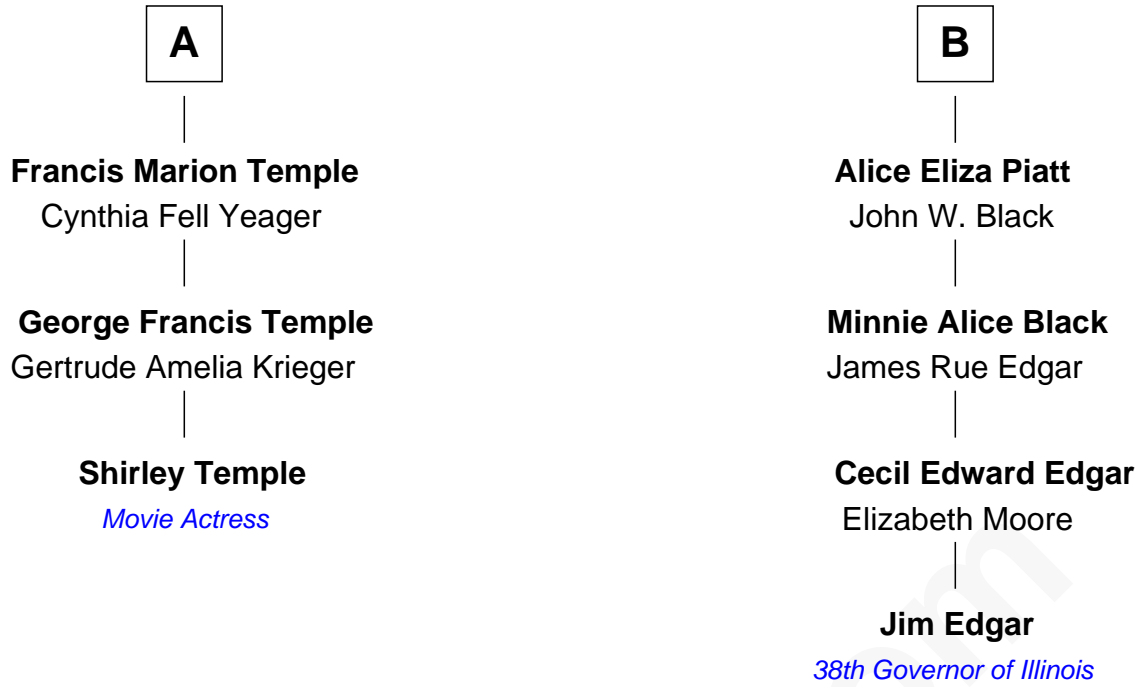 A
Francis Marion Temple
Cynthia Fell Yeager
George Francis Temple
Gertrude Amelia Krieger
Shirley Temple
Movie Actress
B
Alice Eliza Piatt
John W. Black
Minnie Alice Black
James Rue Edgar
Cecil Edward Edgar
Elizabeth Moore
Jim Edgar
38th Governor of Illinois